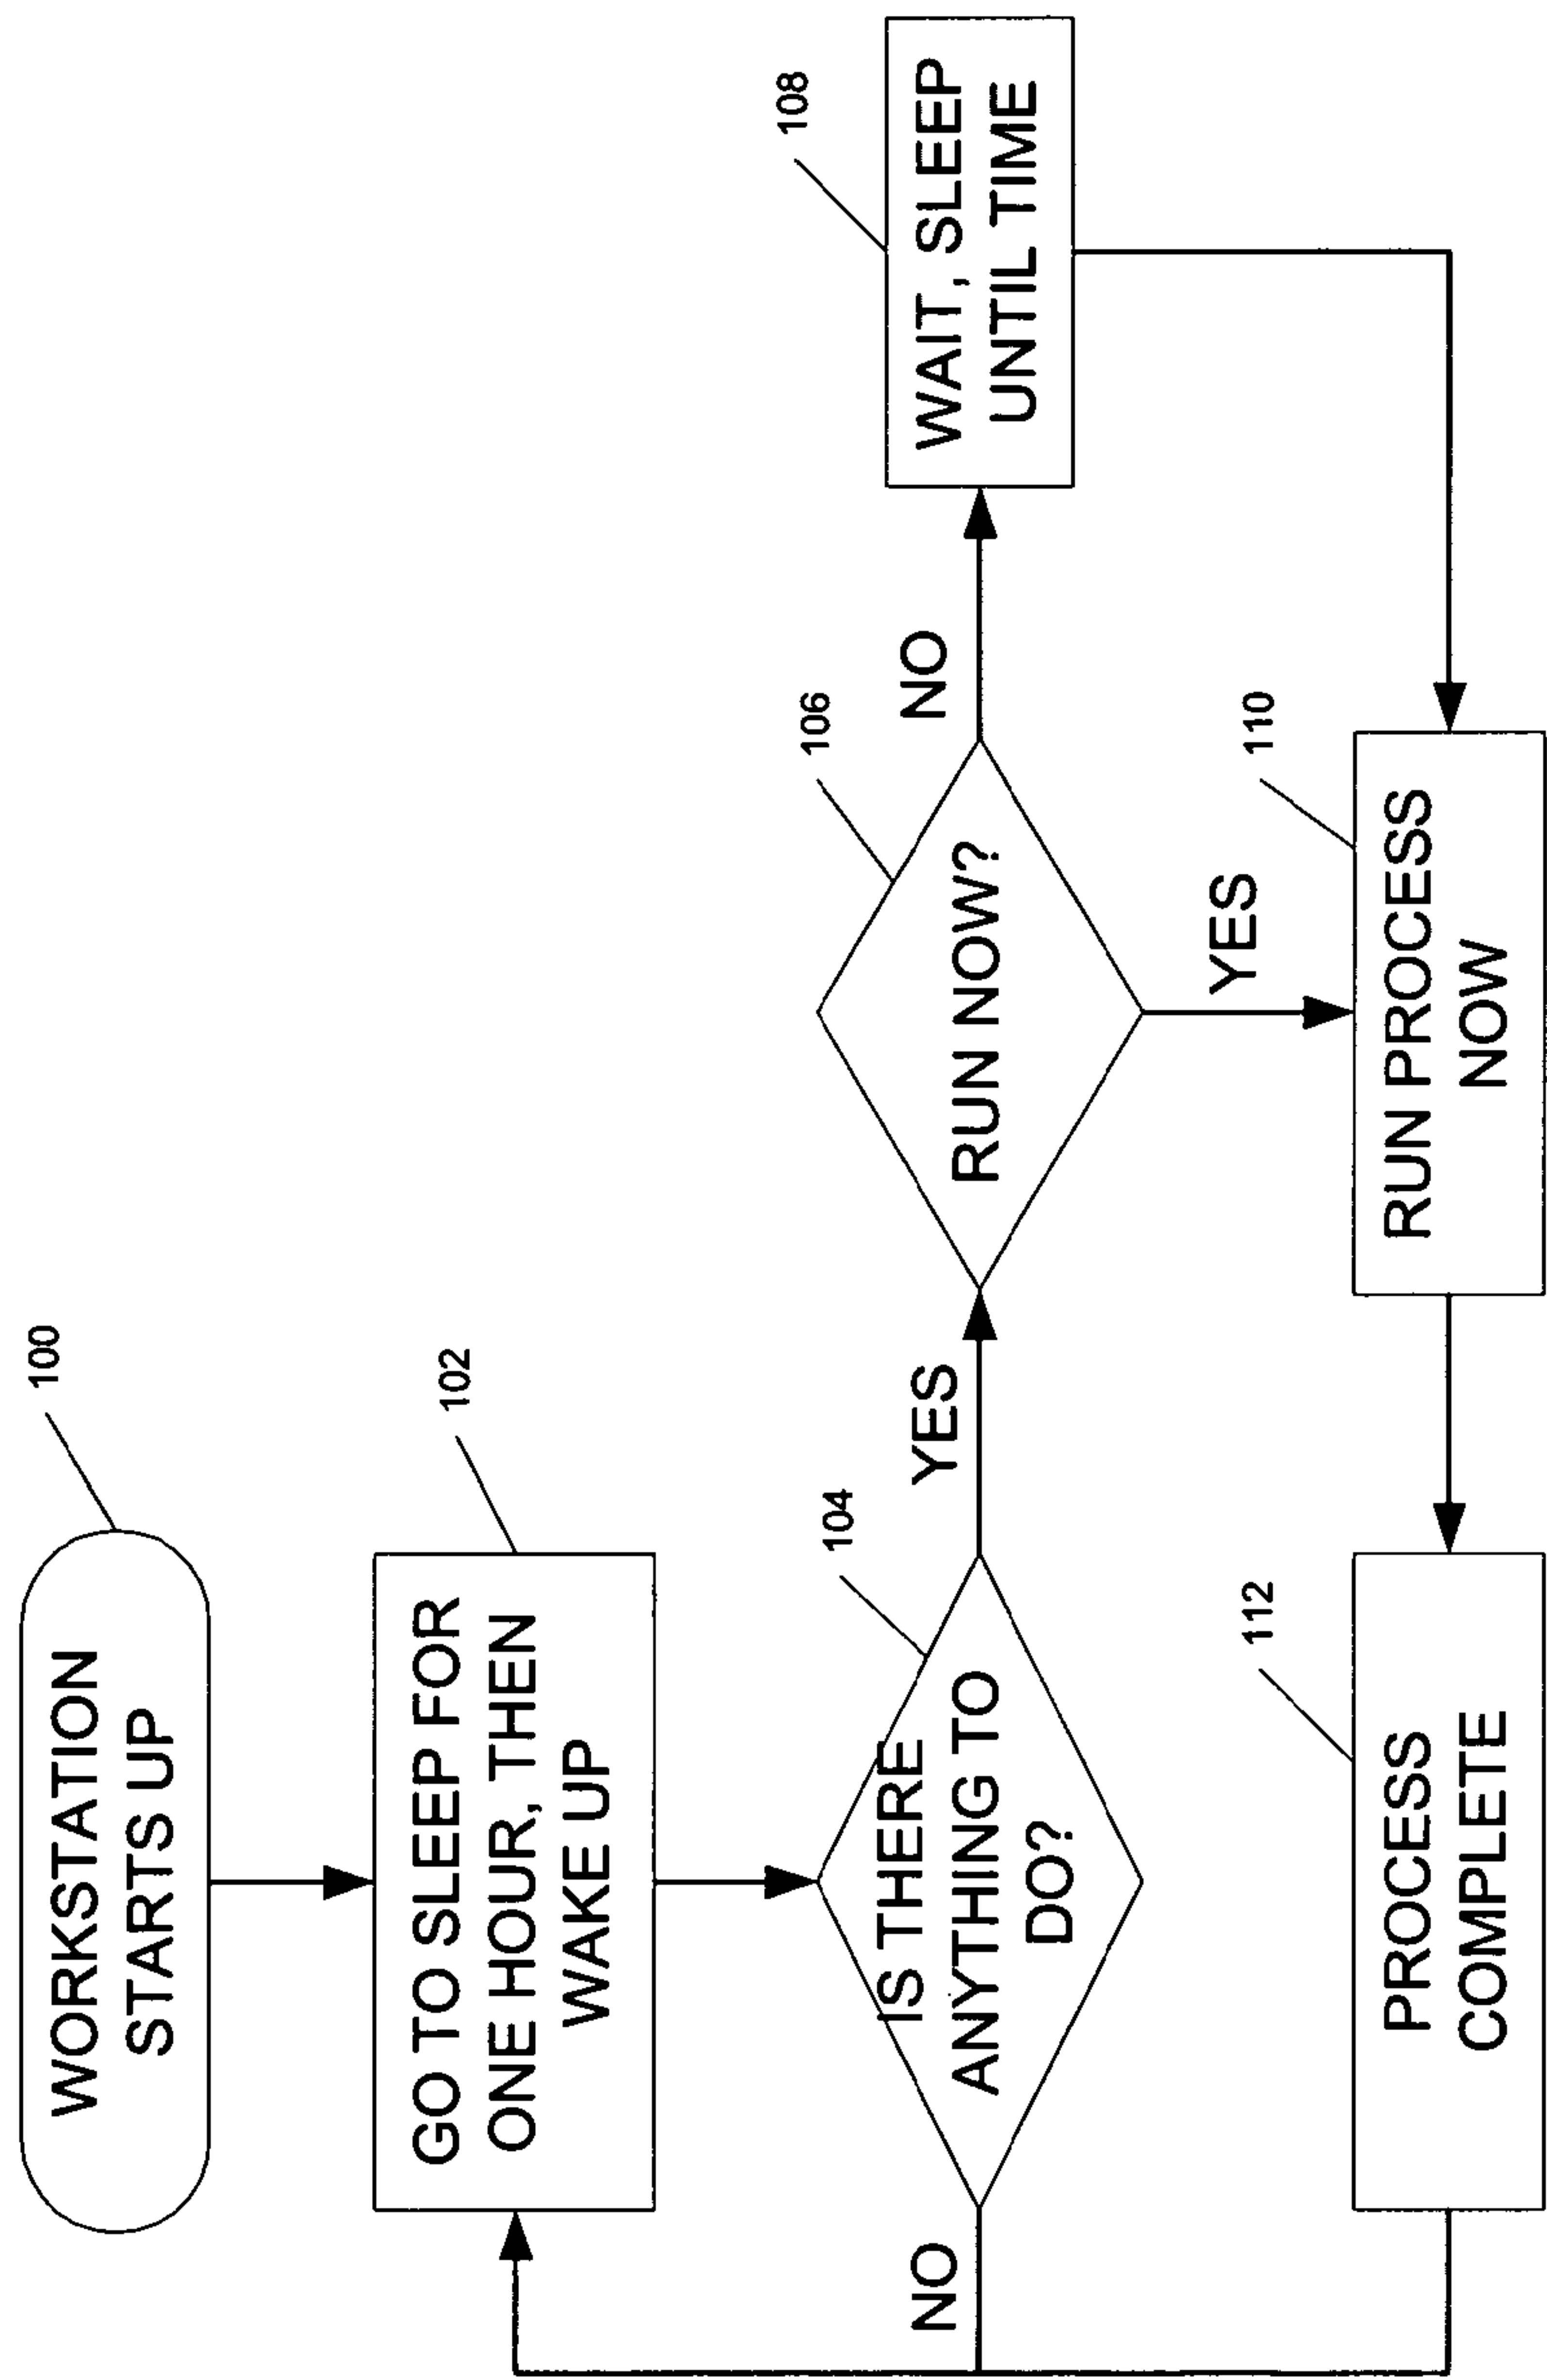 100
WORKSTATION
STARTS UP
102
GO TO SLEEP FOR
ONE HOUR, THEN
WAKE UP
104
IS THERE
ANYTHING TO
DO?
NO
YES
106
RUN NOW?
NO
108
WAIT, SLEEP
UNTIL TIME
YES
110
RUN PROCESS
NOW
112
PROCESS
COMPLETE